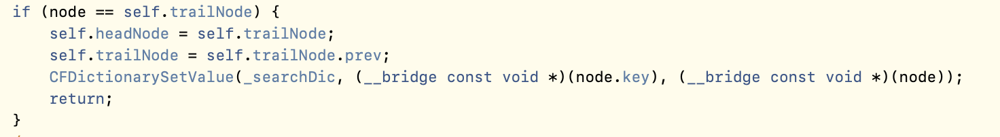 if (node == self.trailNode) {
    self.headNode = self.trailNode;
    self.trailNode = self.trailNode.prev;
    CFDictionarySetValue(_searchDic, (__bridge const void *)(node.key), (__bridge const void *)(node));
    return;
}